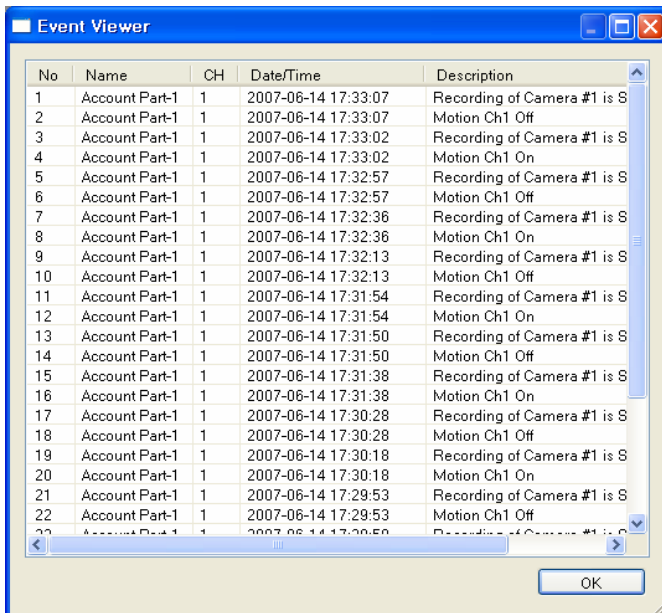 Event Viewer
No Name CH Date/Time Description
1 Account Part-1 1 2007-06-14 17:33:07 Recording of Camera #1 is S
2 Account Part-1 1 2007-06-14 17:33:07 Motion Ch1 Off
3 Account Part-1 1 2007-06-14 17:33:02 Recording of Camera #1 is S
4 Account Part-1 1 2007-06-14 17:33:02 Motion Ch1 On
5 Account Part-1 1 2007-06-14 17:32:57 Recording of Camera #1 is S
6 Account Part-1 1 2007-06-14 17:32:57 Motion Ch1 Off
7 Account Part-1 1 2007-06-14 17:32:36 Recording of Camera #1 is S
8 Account Part-1 1 2007-06-14 17:32:36 Motion Ch1 On
9 Account Part-1 1 2007-06-14 17:32:13 Recording of Camera #1 is S
10 Account Part-1 1 2007-06-14 17:32:13 Motion Ch1 Off
11 Account Part-1 1 2007-06-14 17:31:54 Recording of Camera #1 is S
12 Account Part-1 1 2007-06-14 17:31:54 Motion Ch1 On
13 Account Part-1 1 2007-06-14 17:31:50 Recording of Camera #1 is S
14 Account Part-1 1 2007-06-14 17:31:50 Motion Ch1 Off
15 Account Part-1 1 2007-06-14 17:31:38 Recording of Camera #1 is S
16 Account Part-1 1 2007-06-14 17:31:38 Motion Ch1 On
17 Account Part-1 1 2007-06-14 17:30:28 Recording of Camera #1 is S
18 Account Part-1 1 2007-06-14 17:30:28 Motion Ch1 Off
19 Account Part-1 1 2007-06-14 17:30:18 Recording of Camera #1 is S
20 Account Part-1 1 2007-06-14 17:30:18 Motion Ch1 On
21 Account Part-1 1 2007-06-14 17:29:53 Recording of Camera #1 is S
22 Account Part-1 1 2007-06-14 17:29:53 Motion Ch1 Off
OK